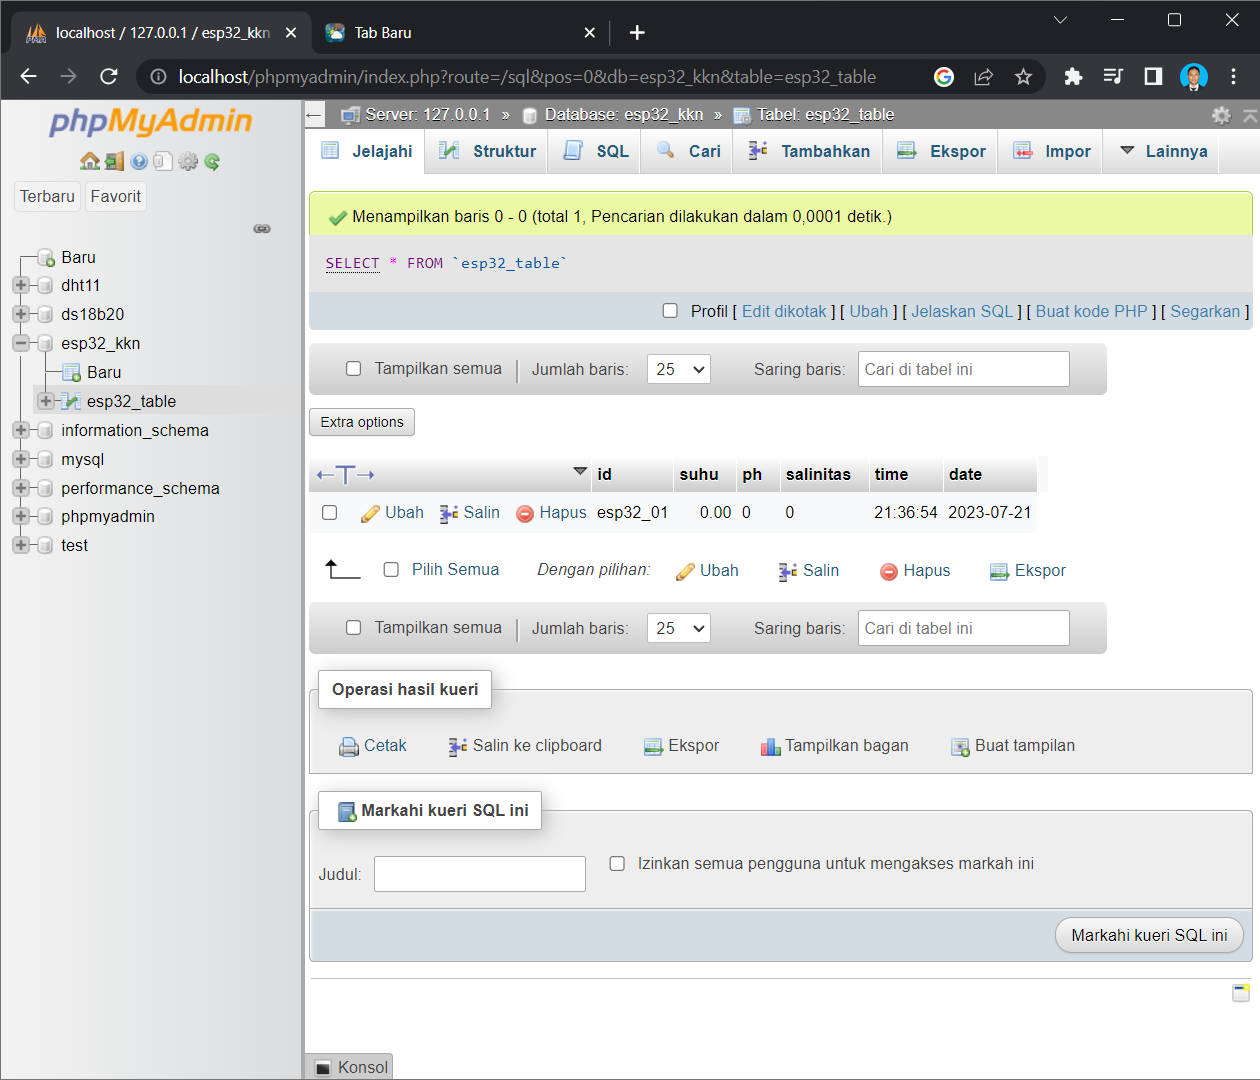 localhost / 127.0.0.1 / esp32_kkn
Tab Baru
localhost/phpmyadmin/index.php?route=/sql&pos=0&db=esp32_kkn&table=esp32_table
phpMyAdmin
Terbaru Favorit
Baru
dht11
ds18b20
esp32_kkn
Baru
esp32_table
information_schema
mysql
performance_schema
phpmyadmin
test
Server: 127.0.0.1 » Database: esp32_kkn » Tabel: esp32_table
Jelajahi Struktur SQL Cari Tambahkan Ekspor Impor Lainnya
Menampilkan baris 0 - 0 (total 1, Pencarian dilakukan dalam 0,0001 detik.)
SELECT * FROM `esp32_table`
Profil [ Edit dikotak ] [ Ubah ] [ Jelaskan SQL ] [ Buat kode PHP ] [ Segarkan ]
Tampilkan semua | Jumlah baris: 25 Saring baris: Cari di tabel ini
Extra options
←T→ id suhu ph salinitas time date
Ubah Salin Hapus esp32_01 0.00 0 0 21:36:54 2023-07-21
Pilih Semua Dengan pilihan: Ubah Salin Hapus Ekspor
Tampilkan semua | Jumlah baris: 25 Saring baris: Cari di tabel ini
Operasi hasil kueri
Cetak Salin ke clipboard Ekspor Tampilkan bagan Buat tampilan
Markahi kueri SQL ini
Judul: Izinkan semua pengguna untuk mengakses markah ini
Markahi kueri SQL ini
Konsol